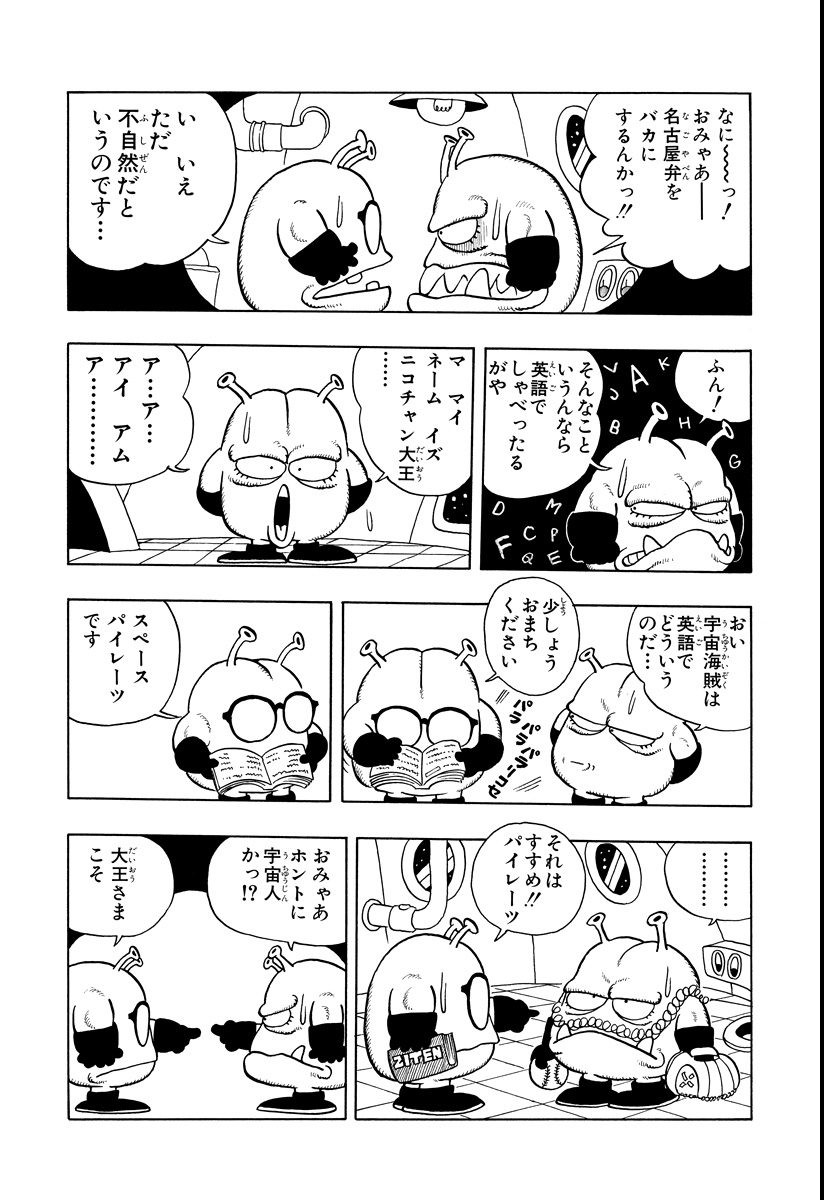 なに〜〜っ!
おみゃあ――
名古屋弁を
バカに
するんかっ!!
い いえ
ただ
不自然だと
いうのです…
ふん!
そんなこと
いうんなら
英語で
しゃべったる
がや
J A K
J
B H
G
D M
F C P
Q E
マ マイ
ネーム イズ
ニコチャン大王
……
ア…ア…
アイ アム
ア………
おい
宇宙海賊は
英語で
どういう
のだ…
少しょう
おまち
ください
パラパラパラ
スペース
パイレーツ
です
………
………
それは
すすめ!!
パイレーツ
ZITEN
おみゃあ
ホントに
宇宙人
かっ!?
大王さま
こそ